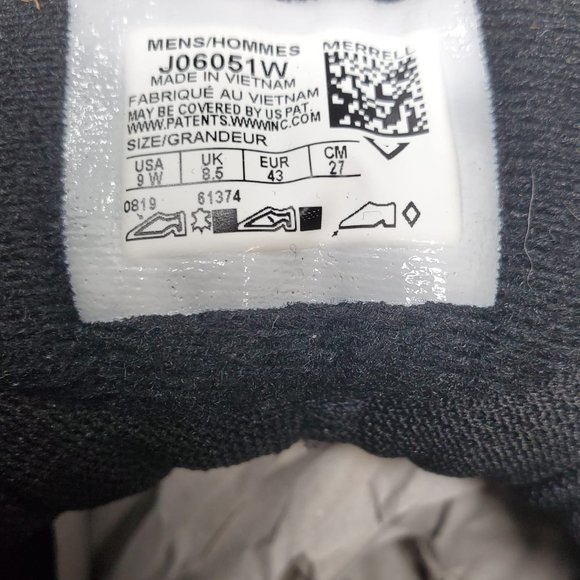 MENS/HOMMES
J06051W
MADE IN VIETNAM
FABRIQUÉ AU VIETNAM
MAY BE COVERED BY US PAT.
WWW.PATENTS.WWWINC.COM
SIZE/GRANDEUR
USA UK EUR CM
9 W 8.5 43 27
0819 61374
MERRELL